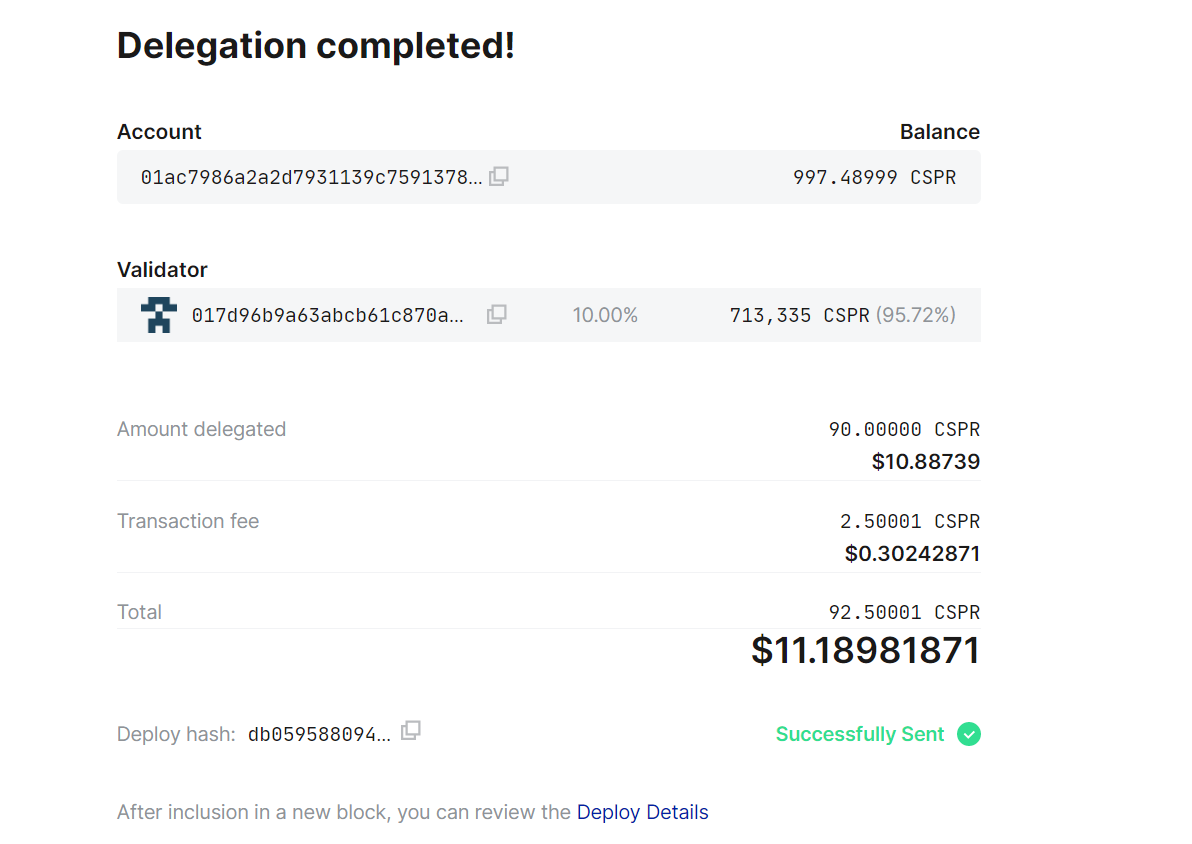 Delegation completed!
Account Balance
01ac7986a2a2d7931139c7591378... 997.48999 CSPR
Validator
017d96b9a63abcb61c870a... 10.00% 713,335 CSPR (95.72%)
Amount delegated 90.00000 CSPR
$10.88739
Transaction fee 2.50001 CSPR
$0.30242871
Total 92.50001 CSPR
$11.18981871
Deploy hash: db059588094... Successfully Sent
After inclusion in a new block, you can review the Deploy Details